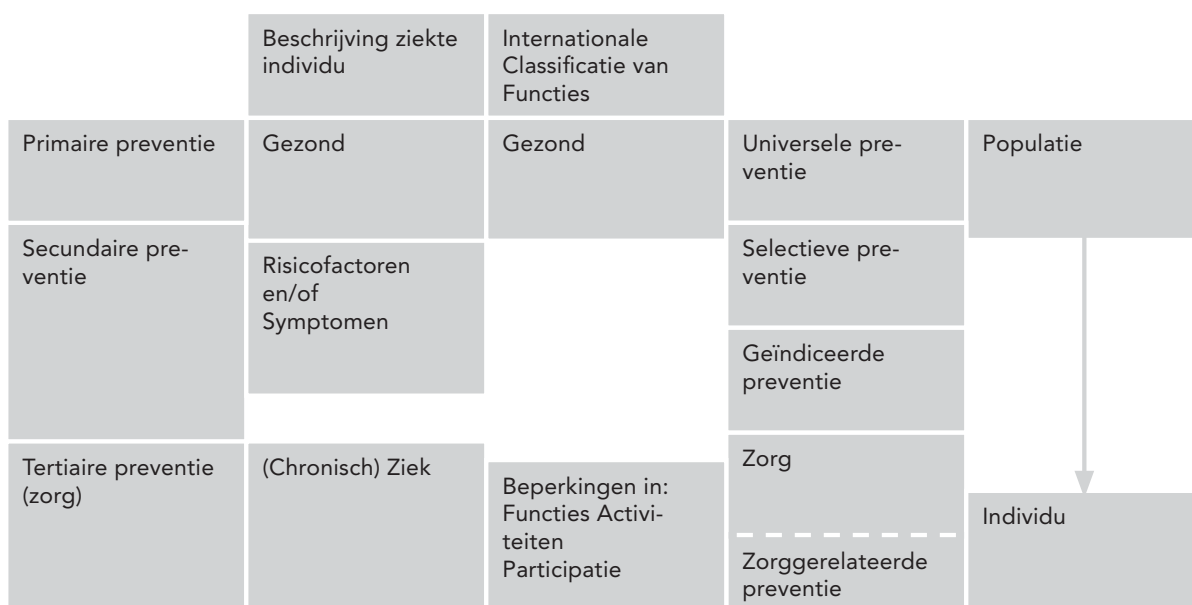 Beschrijving ziekte
individu
Internationale
Classificatie van
Functies
Primaire preventie
Gezond
Gezond
Universele pre-
ventie
Populatie
Secundaire pre-
ventie
Risicofactoren
en/of
Symptomen
Selectieve pre-
ventie
Geïndiceerde
preventie
Tertiaire preventie
(zorg)
(Chronisch) Ziek
Beperkingen in:
Functies Activi-
teiten
Participatie
Zorg
Zorggerelateerde
preventie
Individu